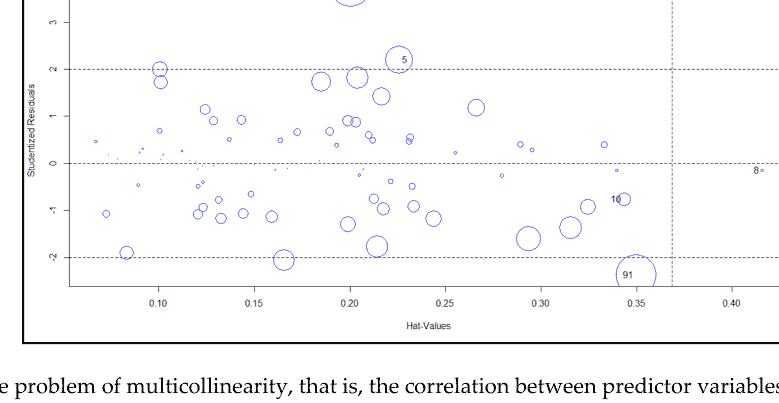 3
5
2
1
Studentized Residuals
0
8
10
-1
-2
91
0.10 0.15 0.20 0.25 0.30 0.35 0.40
Hat-Values
e problem of multicollinearity, that is, the correlation between predictor variables